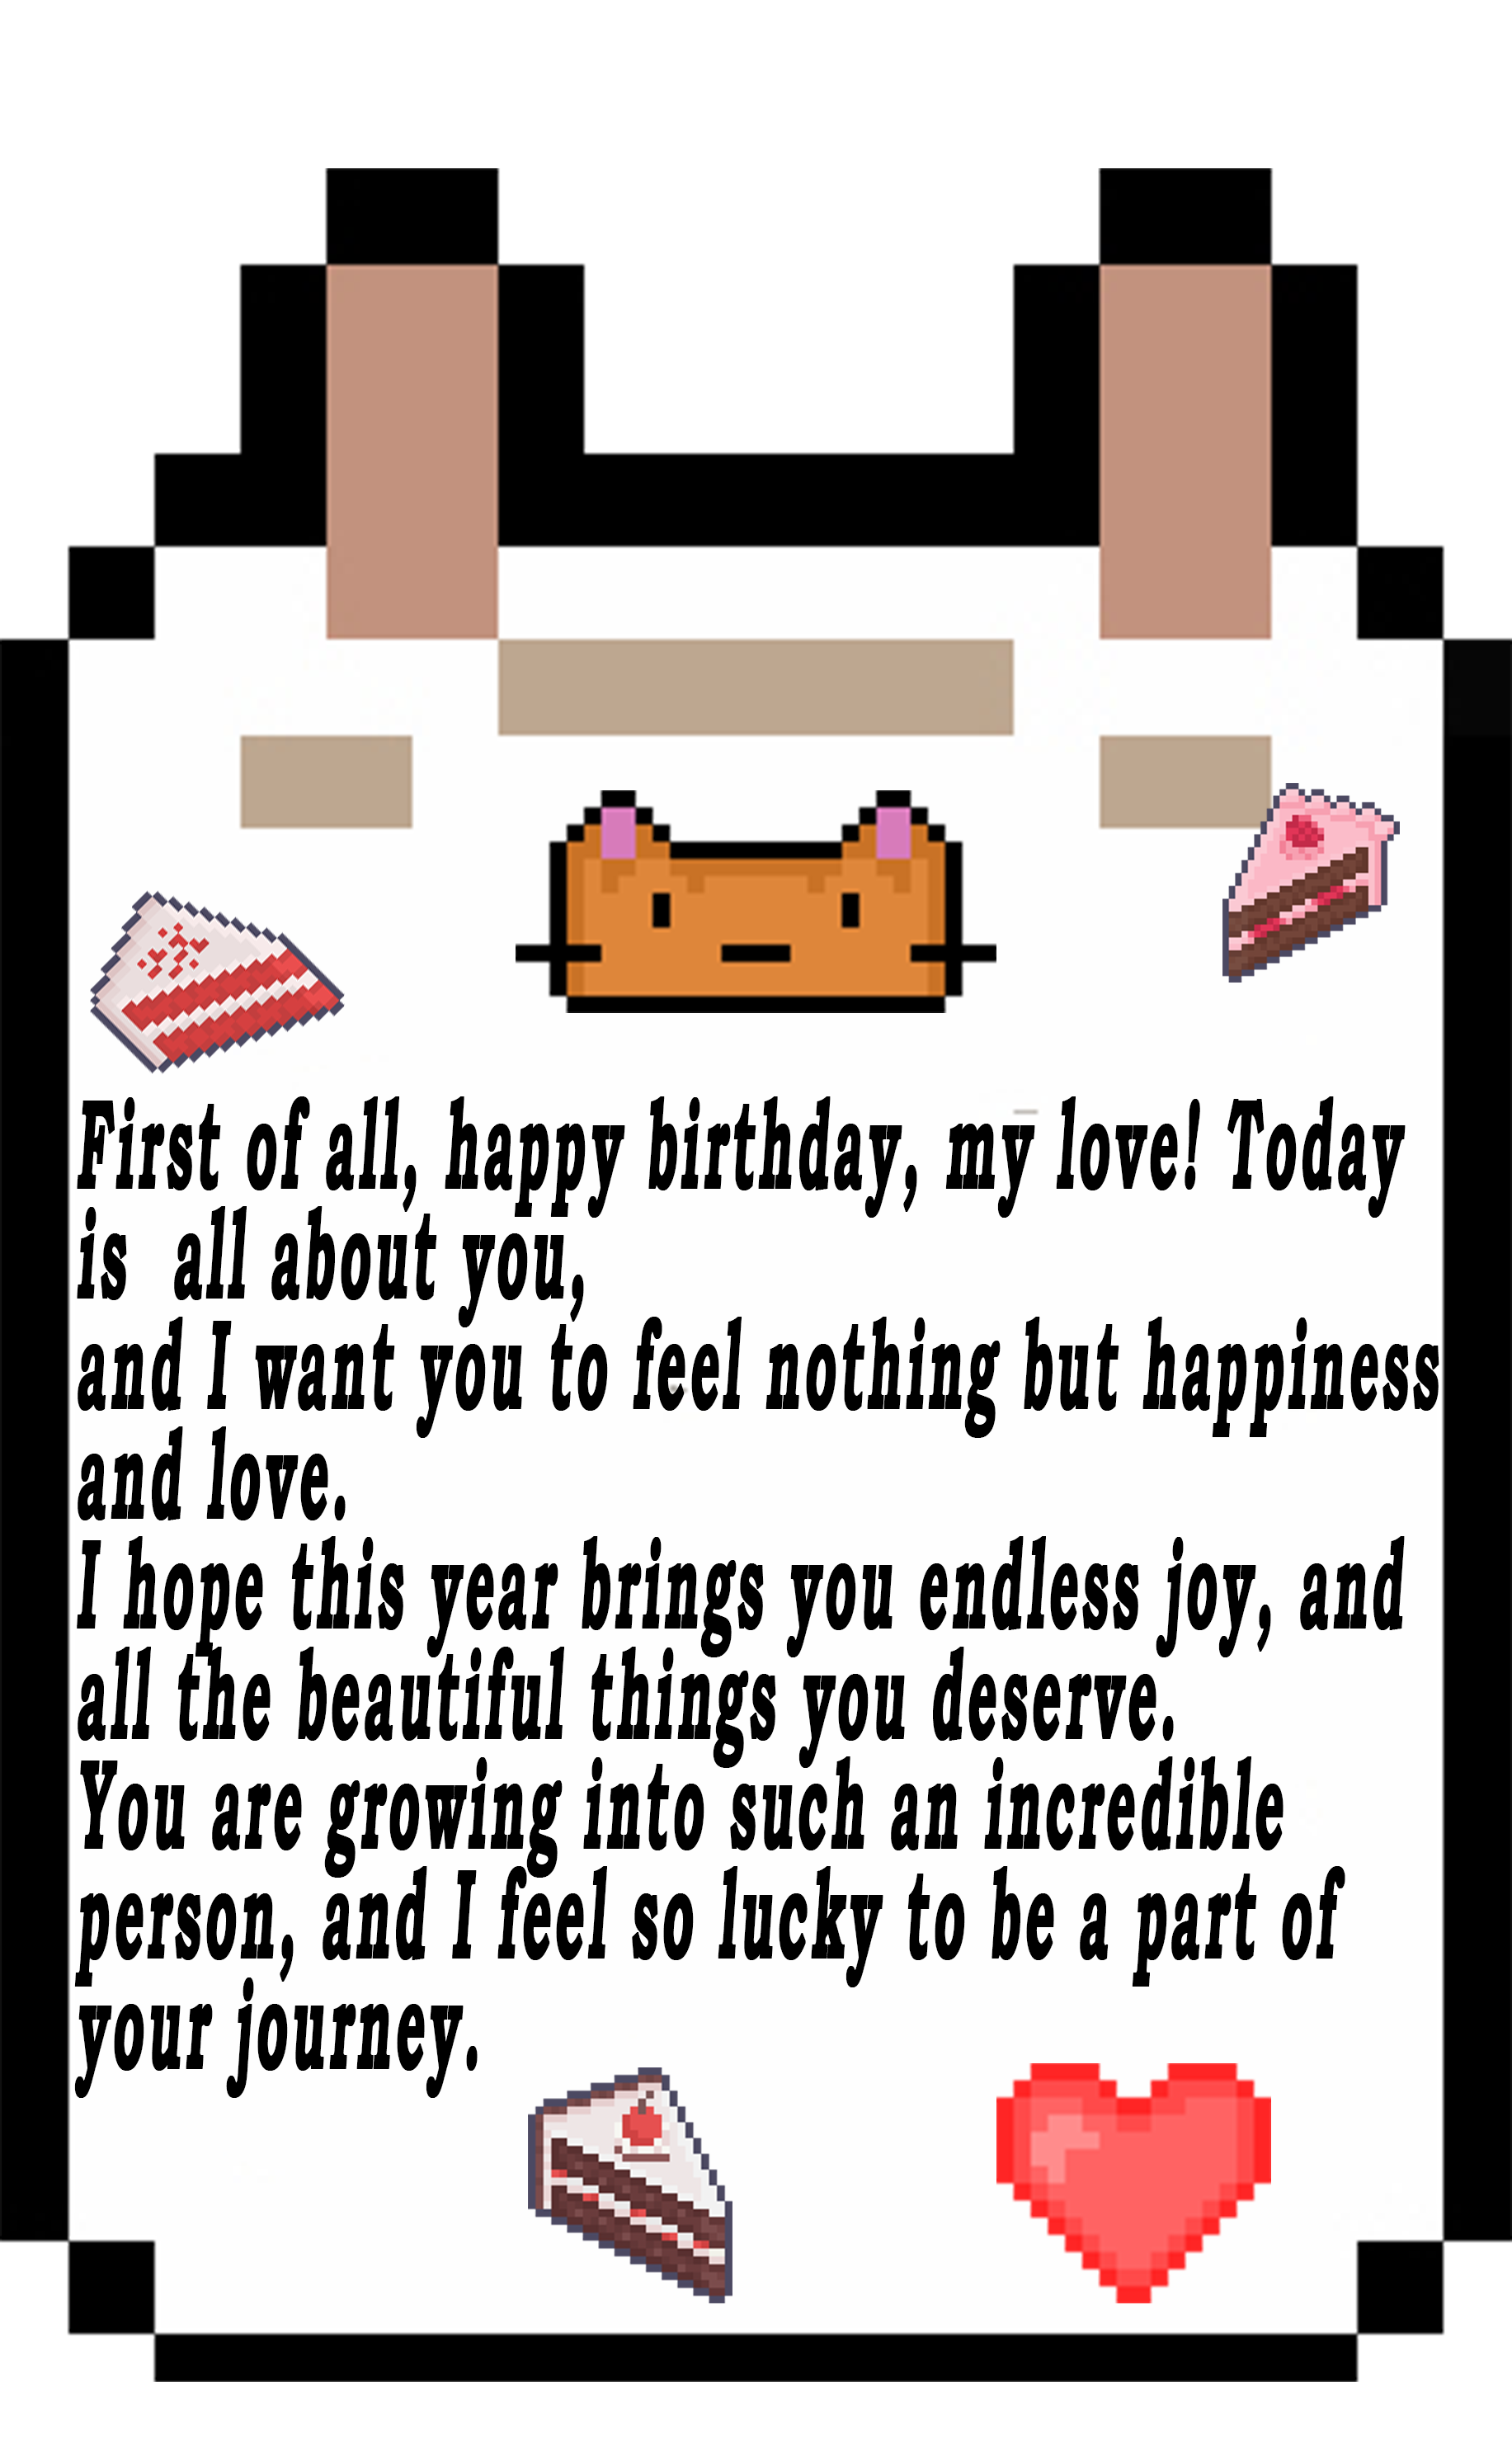 First of all, happy birthday, my love! Today
is  all about you,
and I want you to feel nothing but happiness
and love.
I hope this year brings you endless joy, and
all the beautiful things you deserve.
You are growing into such an incredible
person, and I feel so lucky to be a part of
your journey.